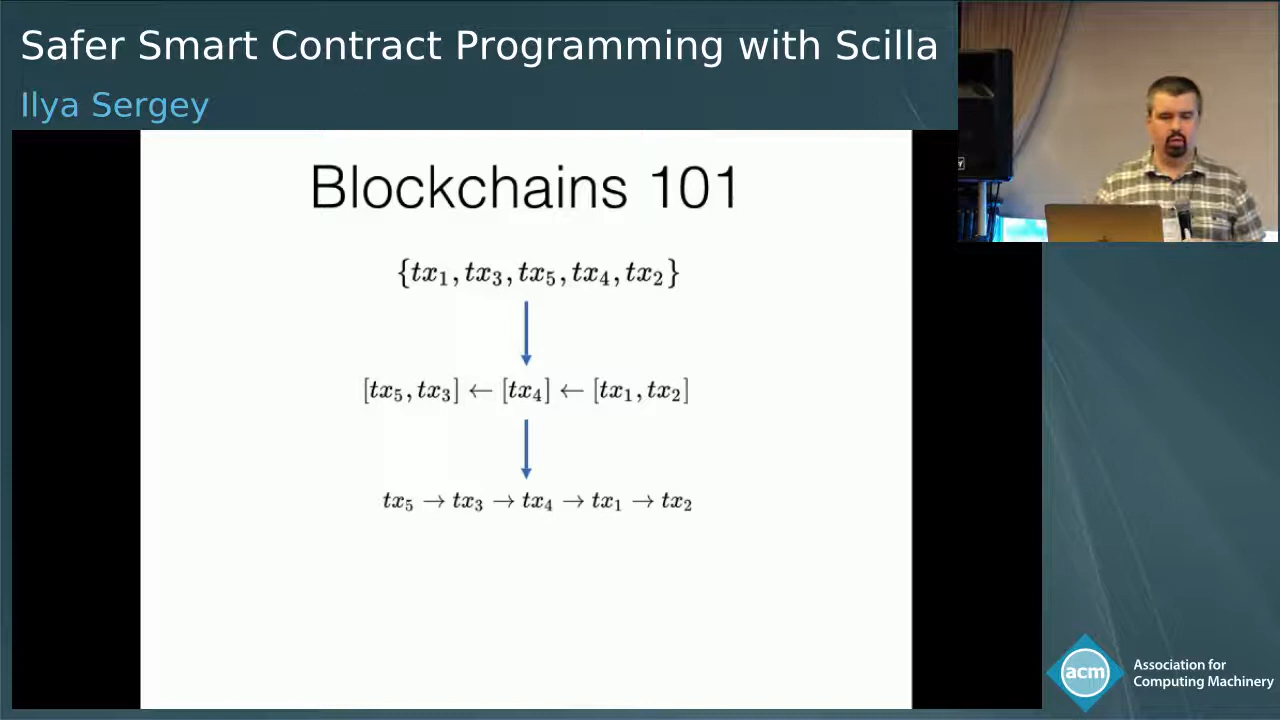 Safer Smart Contract Programming with Scilla
Ilya Sergey
Blockchains 101
{tx₁, tx₃, tx₅, tx₄, tx₂}
[tx₅, tx₃] ← [tx₄] ← [tx₁, tx₂]
tx₅ → tx₃ → tx₄ → tx₁ → tx₂
acm
Association for
Computing Machinery